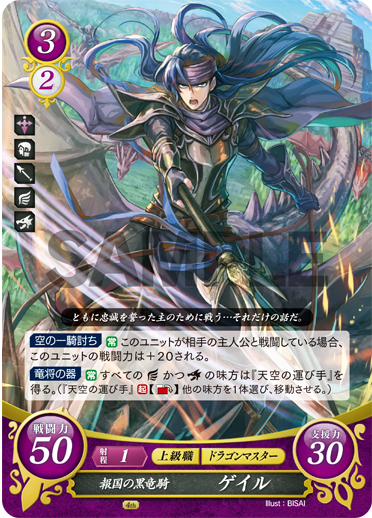 3
2
SAMPLE
ともに忠誠を誓った主のために戦う…それだけの話だ。
空の一騎討ち 常 このユニットが相手の主人公と戦闘している場合、
このユニットの戦闘力は+20される。
竜将の器 常 すべての かつ の味方は『天空の運び手』を
得る。(『天空の運び手』 起 【 】 他の味方を1体選び、移動させる。)
戦闘力 50
射程 1
上級職 ドラゴンマスター
支援力 30
報国の黒竜騎 ゲイル
4th
Illust:BISAI